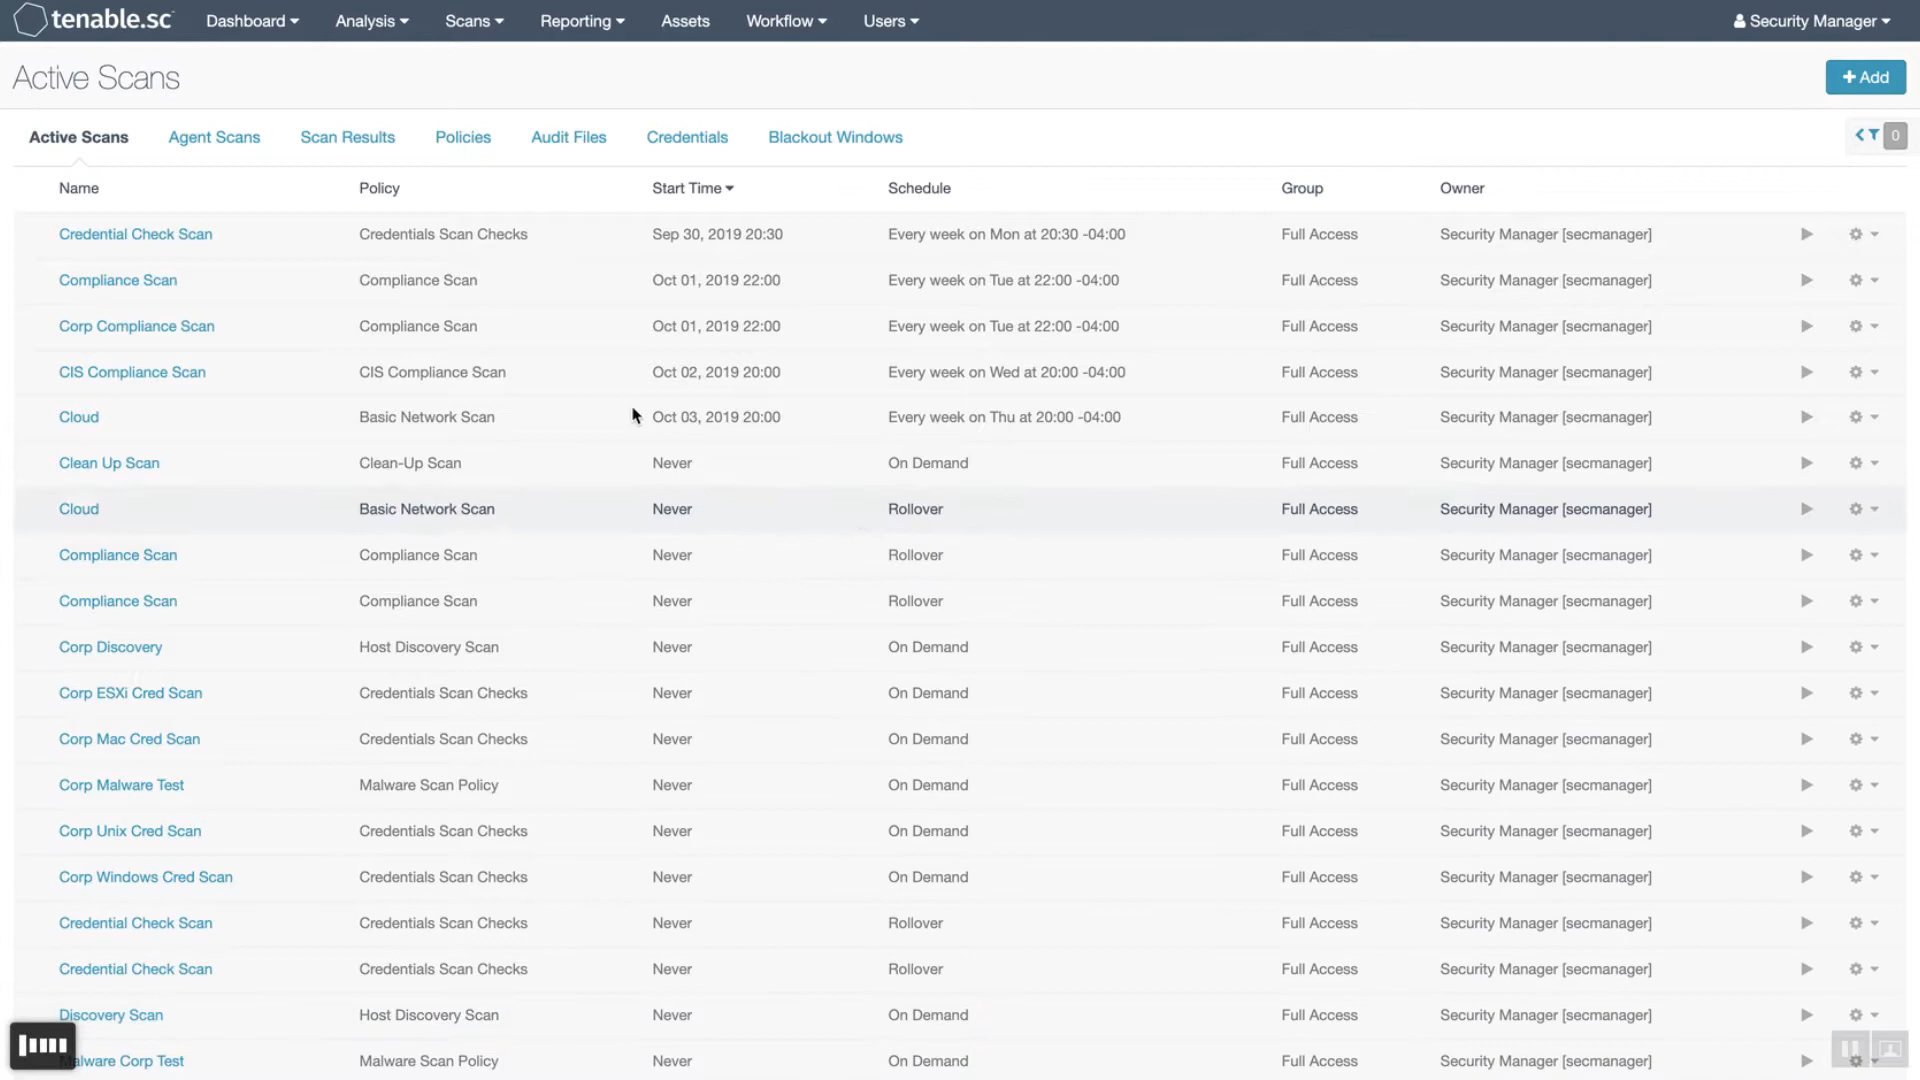 tenable.sc Dashboard Analysis Scans Reporting Assets Workflow Users Security Manager
Active Scans + Add
Active Scans Agent Scans Scan Results Policies Audit Files Credentials Blackout Windows 0
Name Policy Start Time Schedule Group Owner
Credential Check Scan Credentials Scan Checks Sep 30, 2019 20:30 Every week on Mon at 20:30 -04:00 Full Access Security Manager [secmanager]
Compliance Scan Compliance Scan Oct 01, 2019 22:00 Every week on Tue at 22:00 -04:00 Full Access Security Manager [secmanager]
Corp Compliance Scan Compliance Scan Oct 01, 2019 22:00 Every week on Tue at 22:00 -04:00 Full Access Security Manager [secmanager]
CIS Compliance Scan CIS Compliance Scan Oct 02, 2019 20:00 Every week on Wed at 20:00 -04:00 Full Access Security Manager [secmanager]
Cloud Basic Network Scan Oct 03, 2019 20:00 Every week on Thu at 20:00 -04:00 Full Access Security Manager [secmanager]
Clean Up Scan Clean-Up Scan Never On Demand Full Access Security Manager [secmanager]
Cloud Basic Network Scan Never Rollover Full Access Security Manager [secmanager]
Compliance Scan Compliance Scan Never Rollover Full Access Security Manager [secmanager]
Compliance Scan Compliance Scan Never Rollover Full Access Security Manager [secmanager]
Corp Discovery Host Discovery Scan Never On Demand Full Access Security Manager [secmanager]
Corp ESXi Cred Scan Credentials Scan Checks Never On Demand Full Access Security Manager [secmanager]
Corp Mac Cred Scan Credentials Scan Checks Never On Demand Full Access Security Manager [secmanager]
Corp Malware Test Malware Scan Policy Never On Demand Full Access Security Manager [secmanager]
Corp Unix Cred Scan Credentials Scan Checks Never On Demand Full Access Security Manager [secmanager]
Corp Windows Cred Scan Credentials Scan Checks Never On Demand Full Access Security Manager [secmanager]
Credential Check Scan Credentials Scan Checks Never Rollover Full Access Security Manager [secmanager]
Credential Check Scan Credentials Scan Checks Never Rollover Full Access Security Manager [secmanager]
Discovery Scan Host Discovery Scan Never On Demand Full Access Security Manager [secmanager]
Malware Corp Test Malware Scan Policy Never On Demand Full Access Security Manager [secmanager]